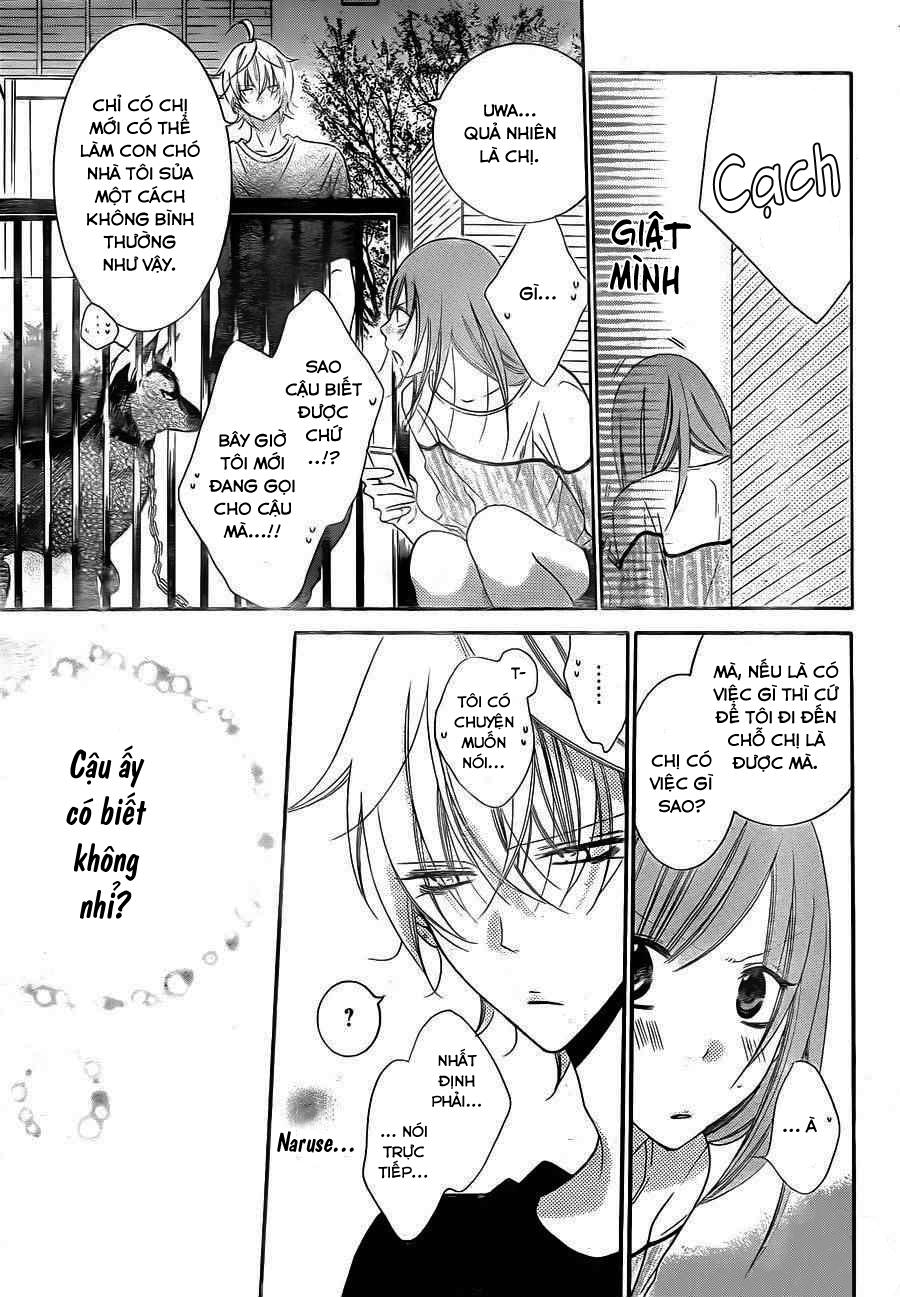 Cạch
GIẬT
MÌNH
UWA...
QUẢ NHIÊN
LÀ CHỊ.
GÌ...
CHỈ CÓ CHỊ
MỚI CÓ THỂ
LÀM CON CHÓ
NHÀ TÔI SỦA
MỘT CÁCH
KHÔNG BÌNH
THƯỜNG
NHƯ VẬY.
....
SAO
CẬU BIẾT
ĐƯỢC
CHỨ
..!?
BÂY GIỜ
TÔI MỚI
ĐANG GỌI
CHO CẬU
MÀ...!!
MÀ, NẾU LÀ CÓ
VIỆC GÌ THÌ CỨ
ĐỂ TÔI ĐI ĐẾN
CHỖ CHỊ LÀ
ĐƯỢC MÀ.
CHỊ CÓ
VIỆC GÌ
SAO?
... À
......
T-
TÔI CÓ
CHUYỆN
MUỐN
NÓI...
?
NHẤT
ĐỊNH
PHẢI...
... NÓI
TRỰC
TIẾP...
Naruse...
Cậu ấy
có biết
không
nhỉ?